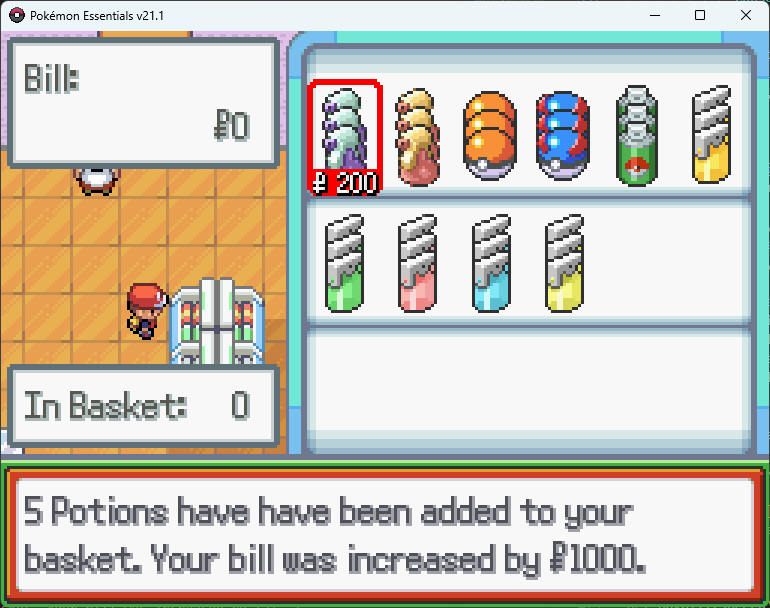 Pokémon Essentials v21.1
Bill:
₽0
₽ 200
In Basket: 0
5 Potions have have been added to your
basket. Your bill was increased by ₽1000.